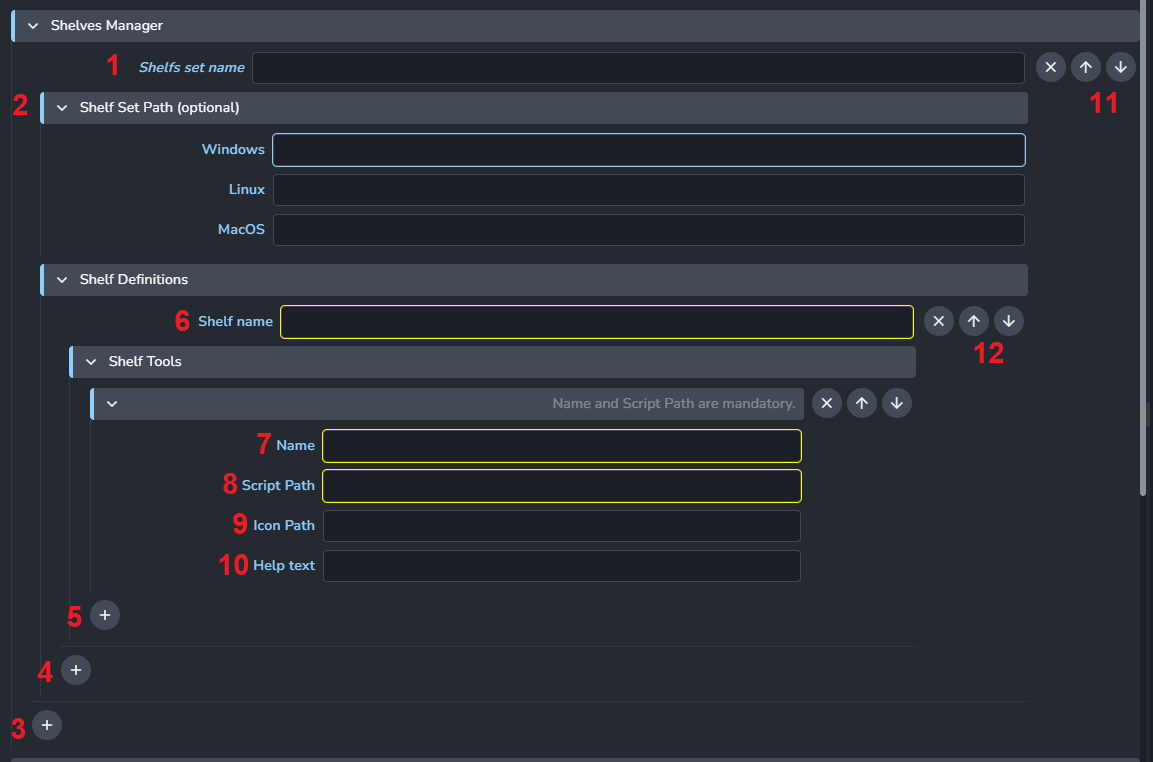 Shelves Manager
1 Shelfs set name
11
2 Shelf Set Path (optional)
Windows
Linux
MacOS
Shelf Definitions
6 Shelf name
12
Shelf Tools
Name and Script Path are mandatory.
7 Name
8 Script Path
9 Icon Path
10 Help text
5 +
4 +
3 +